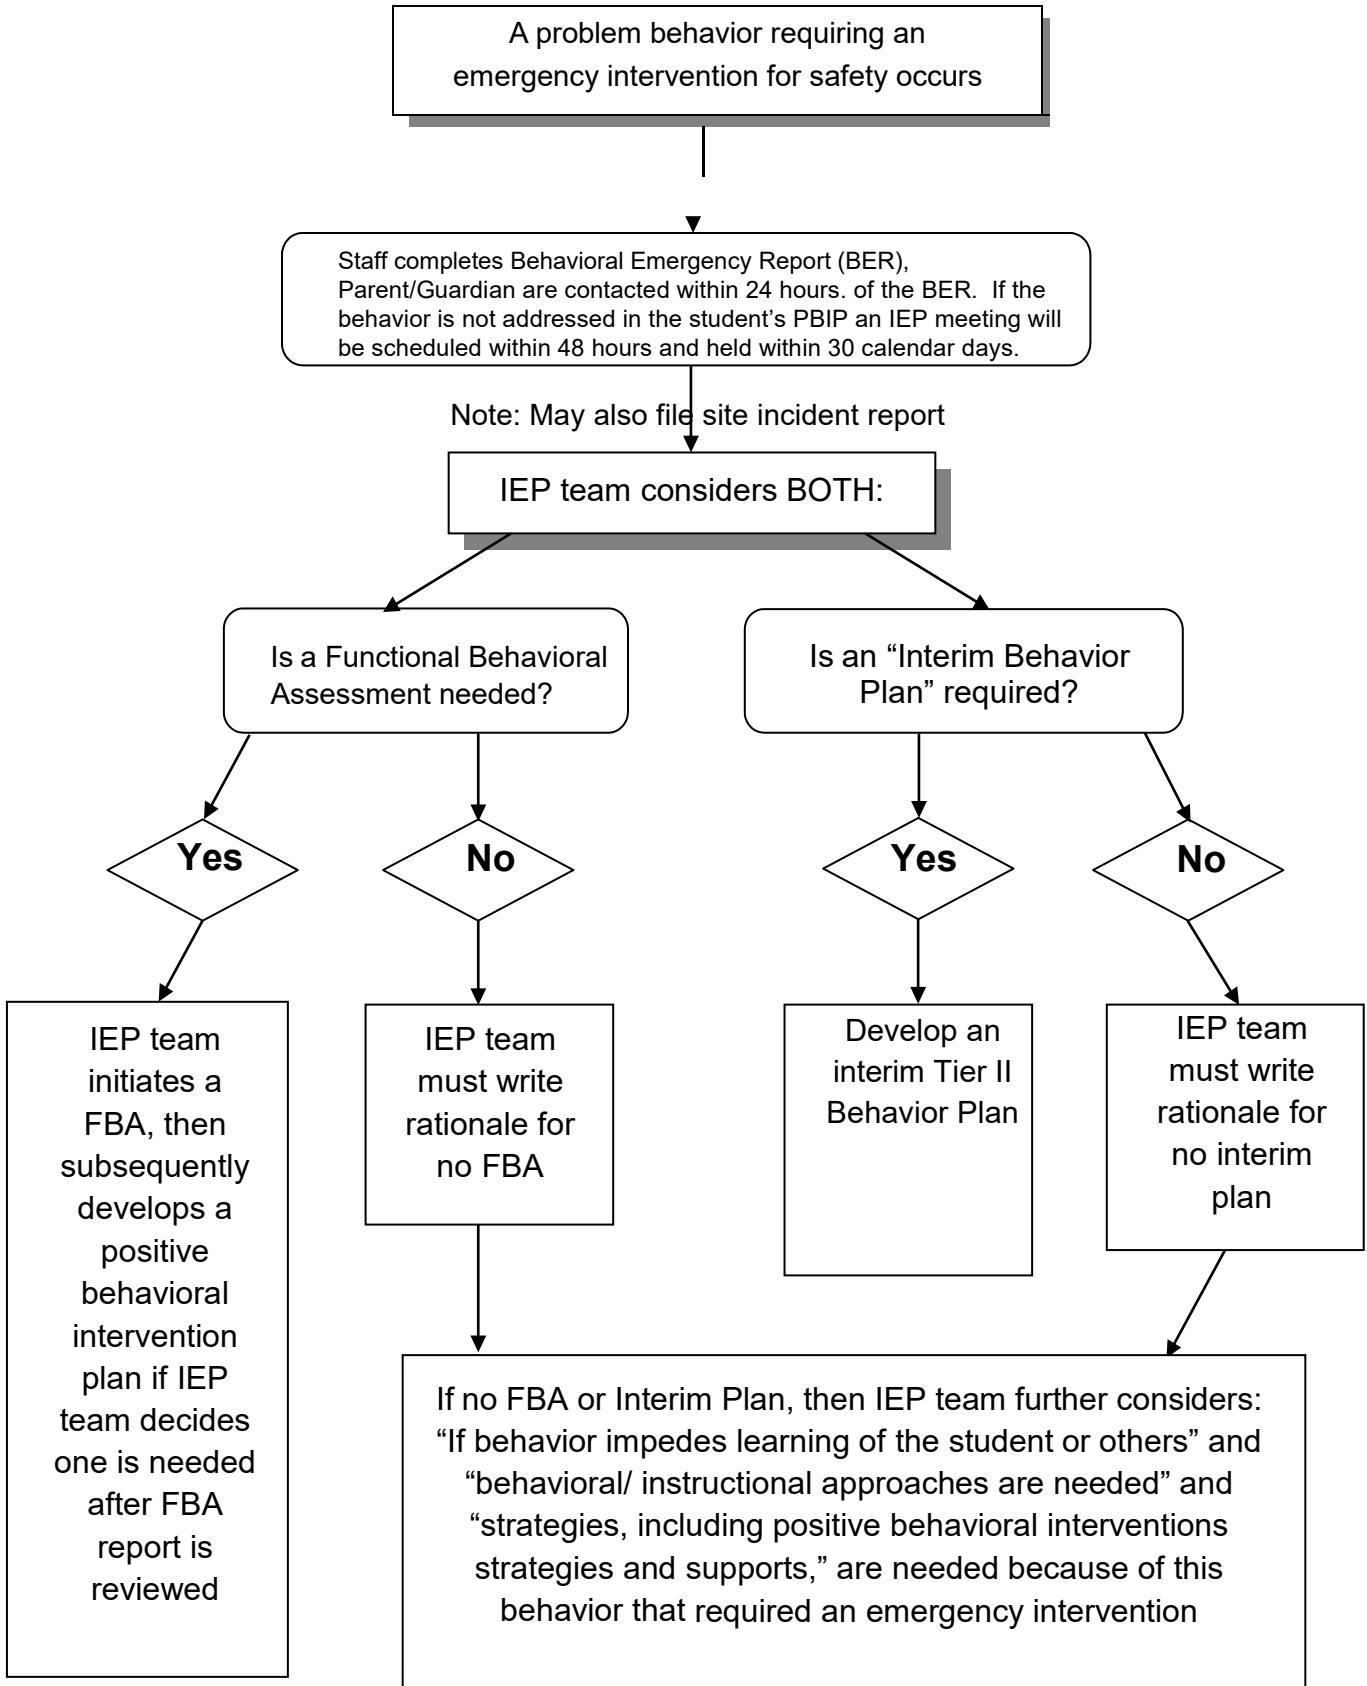 A problem behavior requiring an
emergency intervention for safety occurs
Staff completes Behavioral Emergency Report (BER),
Parent/Guardian are contacted within 24 hours. of the BER.  If the
behavior is not addressed in the student’s PBIP an IEP meeting will
be scheduled within 48 hours and held within 30 calendar days.
Note: May also file site incident report
IEP team considers BOTH:
Is a Functional Behavioral
Assessment needed?
Is an “Interim Behavior
Plan” required?
Yes
No
Yes
No
IEP team
initiates a
FBA, then
subsequently
develops a
positive
behavioral
intervention
plan if IEP
team decides
one is needed
after FBA
report is
reviewed
IEP team
must write
rationale for
no FBA
Develop an
interim Tier II
Behavior Plan
IEP team
must write
rationale for
no interim
plan
If no FBA or Interim Plan, then IEP team further considers:
“If behavior impedes learning of the student or others” and
“behavioral/ instructional approaches are needed” and
“strategies, including positive behavioral interventions
strategies and supports,” are needed because of this
behavior that required an emergency intervention